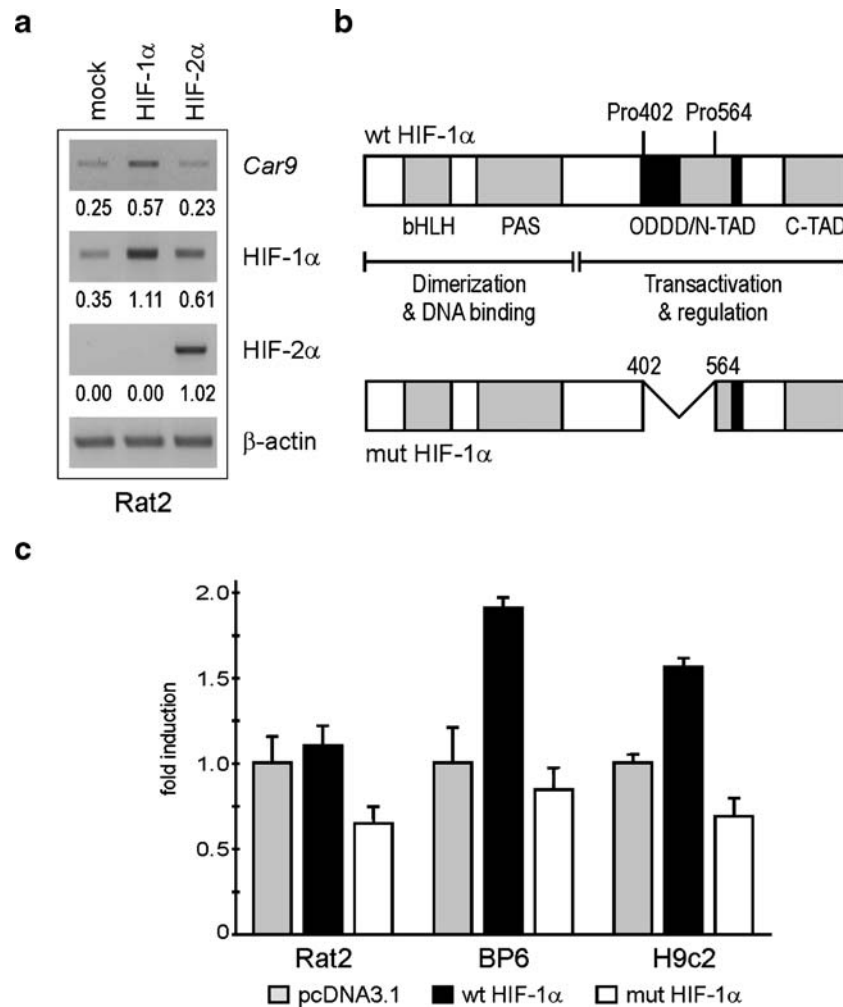 a
mock HIF-1α HIF-2α
Car9
0.25 0.57 0.23
HIF-1α
0.35 1.11 0.61
HIF-2α
0.00 0.00 1.02
β-actin
Rat2
b
Pro402 Pro564
wt HIF-1α
bHLH PAS ODDD/N-TAD C-TAD
Dimerization Transactivation
& DNA binding & regulation
402 564
mut HIF-1α
c
fold induction
2.0
1.5
1.0
0.5
0
Rat2 BP6 H9c2
pcDNA3.1 wt HIF-1α mut HIF-1α